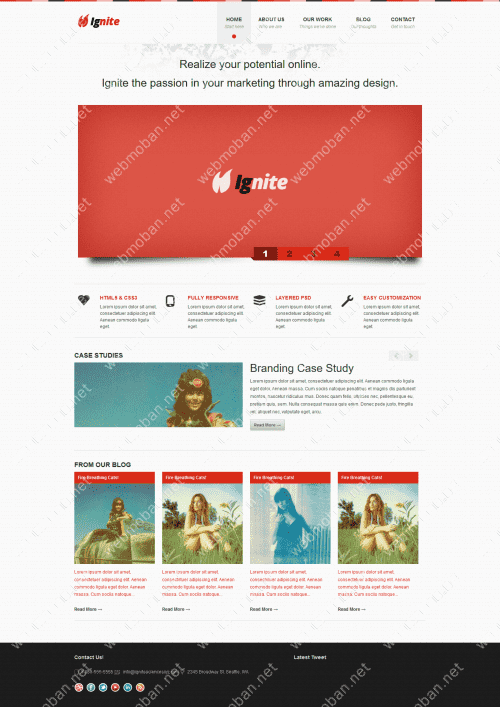 Ignite
HOME
Start here
ABOUT US
Who we are
OUR WORK
Things we've done
BLOG
Our thoughts
CONTACT
Get in touch
Realize your potential online.
Ignite the passion in your marketing through amazing design.
Ignite
1 2 3 4
HTML5 & CSS3
Lorem ipsum dolor sit amet,
consectetuer adipiscing elit.
Aenean commodo ligula
eget.
FULLY RESPONSIVE
Lorem ipsum dolor sit amet,
consectetuer adipiscing elit.
Aenean commodo ligula
eget.
LAYERED PSD
Lorem ipsum dolor sit amet,
consectetuer adipiscing elit.
Aenean commodo ligula
eget.
EASY CUSTOMIZATION
Lorem ipsum dolor sit amet,
consectetuer adipiscing elit.
Aenean commodo ligula
eget.
CASE STUDIES
Branding Case Study
Lorem ipsum dolor sit amet, consectetuer adipiscing elit. Aenean commodo ligula eget dolor.
Aenean massa. Cum sociis natoque penatibus et magnis dis parturient
montes, nascetur ridiculus mus. Donec quam felis, ultricies nec, pellentesque eu,
pretium quis, sem. Nulla consequat massa quis enim. Donec pede justo, fringilla
vel, aliquet nec, vulputate eget, arcu.
Read More →
FROM OUR BLOG
Fire Breathing Cats!
Fire Breathing Cats!
Fire Breathing Cats!
Fire Breathing Cats!
Lorem ipsum dolor sit amet,
consectetuer adipiscing elit. Aenean
commodo ligula eget dolor. Aenean
massa. Cum sociis natoque...
Read More →
Lorem ipsum dolor sit amet,
consectetuer adipiscing elit. Aenean
commodo ligula eget dolor. Aenean
massa. Cum sociis natoque...
Read More →
Lorem ipsum dolor sit amet,
consectetuer adipiscing elit. Aenean
commodo ligula eget dolor. Aenean
massa. Cum sociis natoque...
Read More →
Lorem ipsum dolor sit amet,
consectetuer adipiscing elit. Aenean
commodo ligula eget dolor. Aenean
massa. Cum sociis natoque...
Read More →
Contact Us!
Latest Tweet
2345 Broadway St, Seattle, WA
webmoban.net